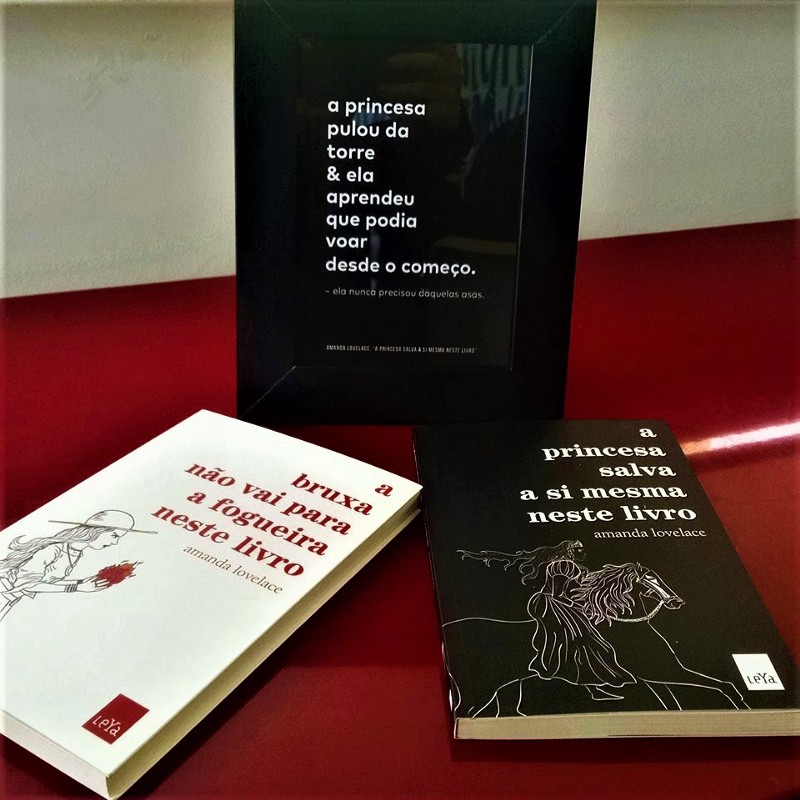 a princesa
pulou da
torre
& ela
aprendeu
que podia
voar
desde o começo.
– ela nunca precisou daquelas asas.
AMANDA LOVELACE, "A PRINCESA SALVA A SI MESMA NESTE LIVRO"
a
bruxa
não vai para
a fogueira
neste livro
amanda lovelace
LeYa
a
princesa
salva
a si mesma
neste livro
amanda lovelace
LeYa